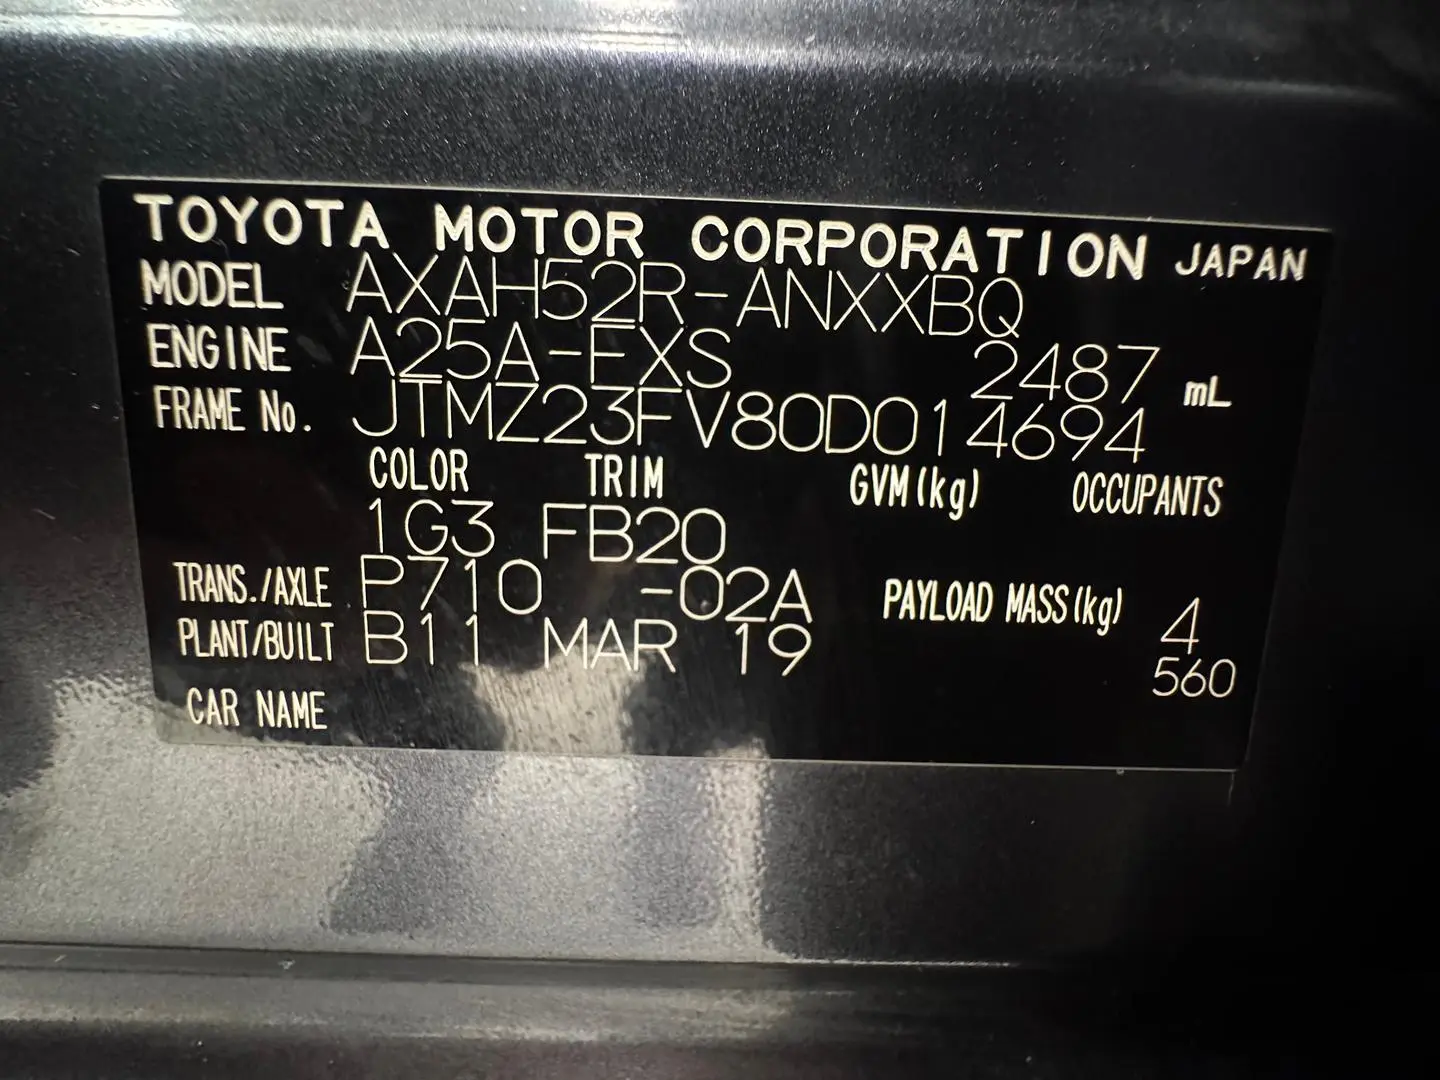 TOYOTA MOTOR CORPORATION JAPAN
MODEL AXAH52R-ANXXBQ
ENGINE A25A-FXS 2487 mL
FRAME No. JTMZ23FV80D014694
COLOR TRIM GVM(kg) OCCUPANTS
1G3 FB20
TRANS./AXLE P710 -02A PAYLOAD MASS(kg) 4
PLANT/BUILT B11 MAR 19 560
CAR NAME